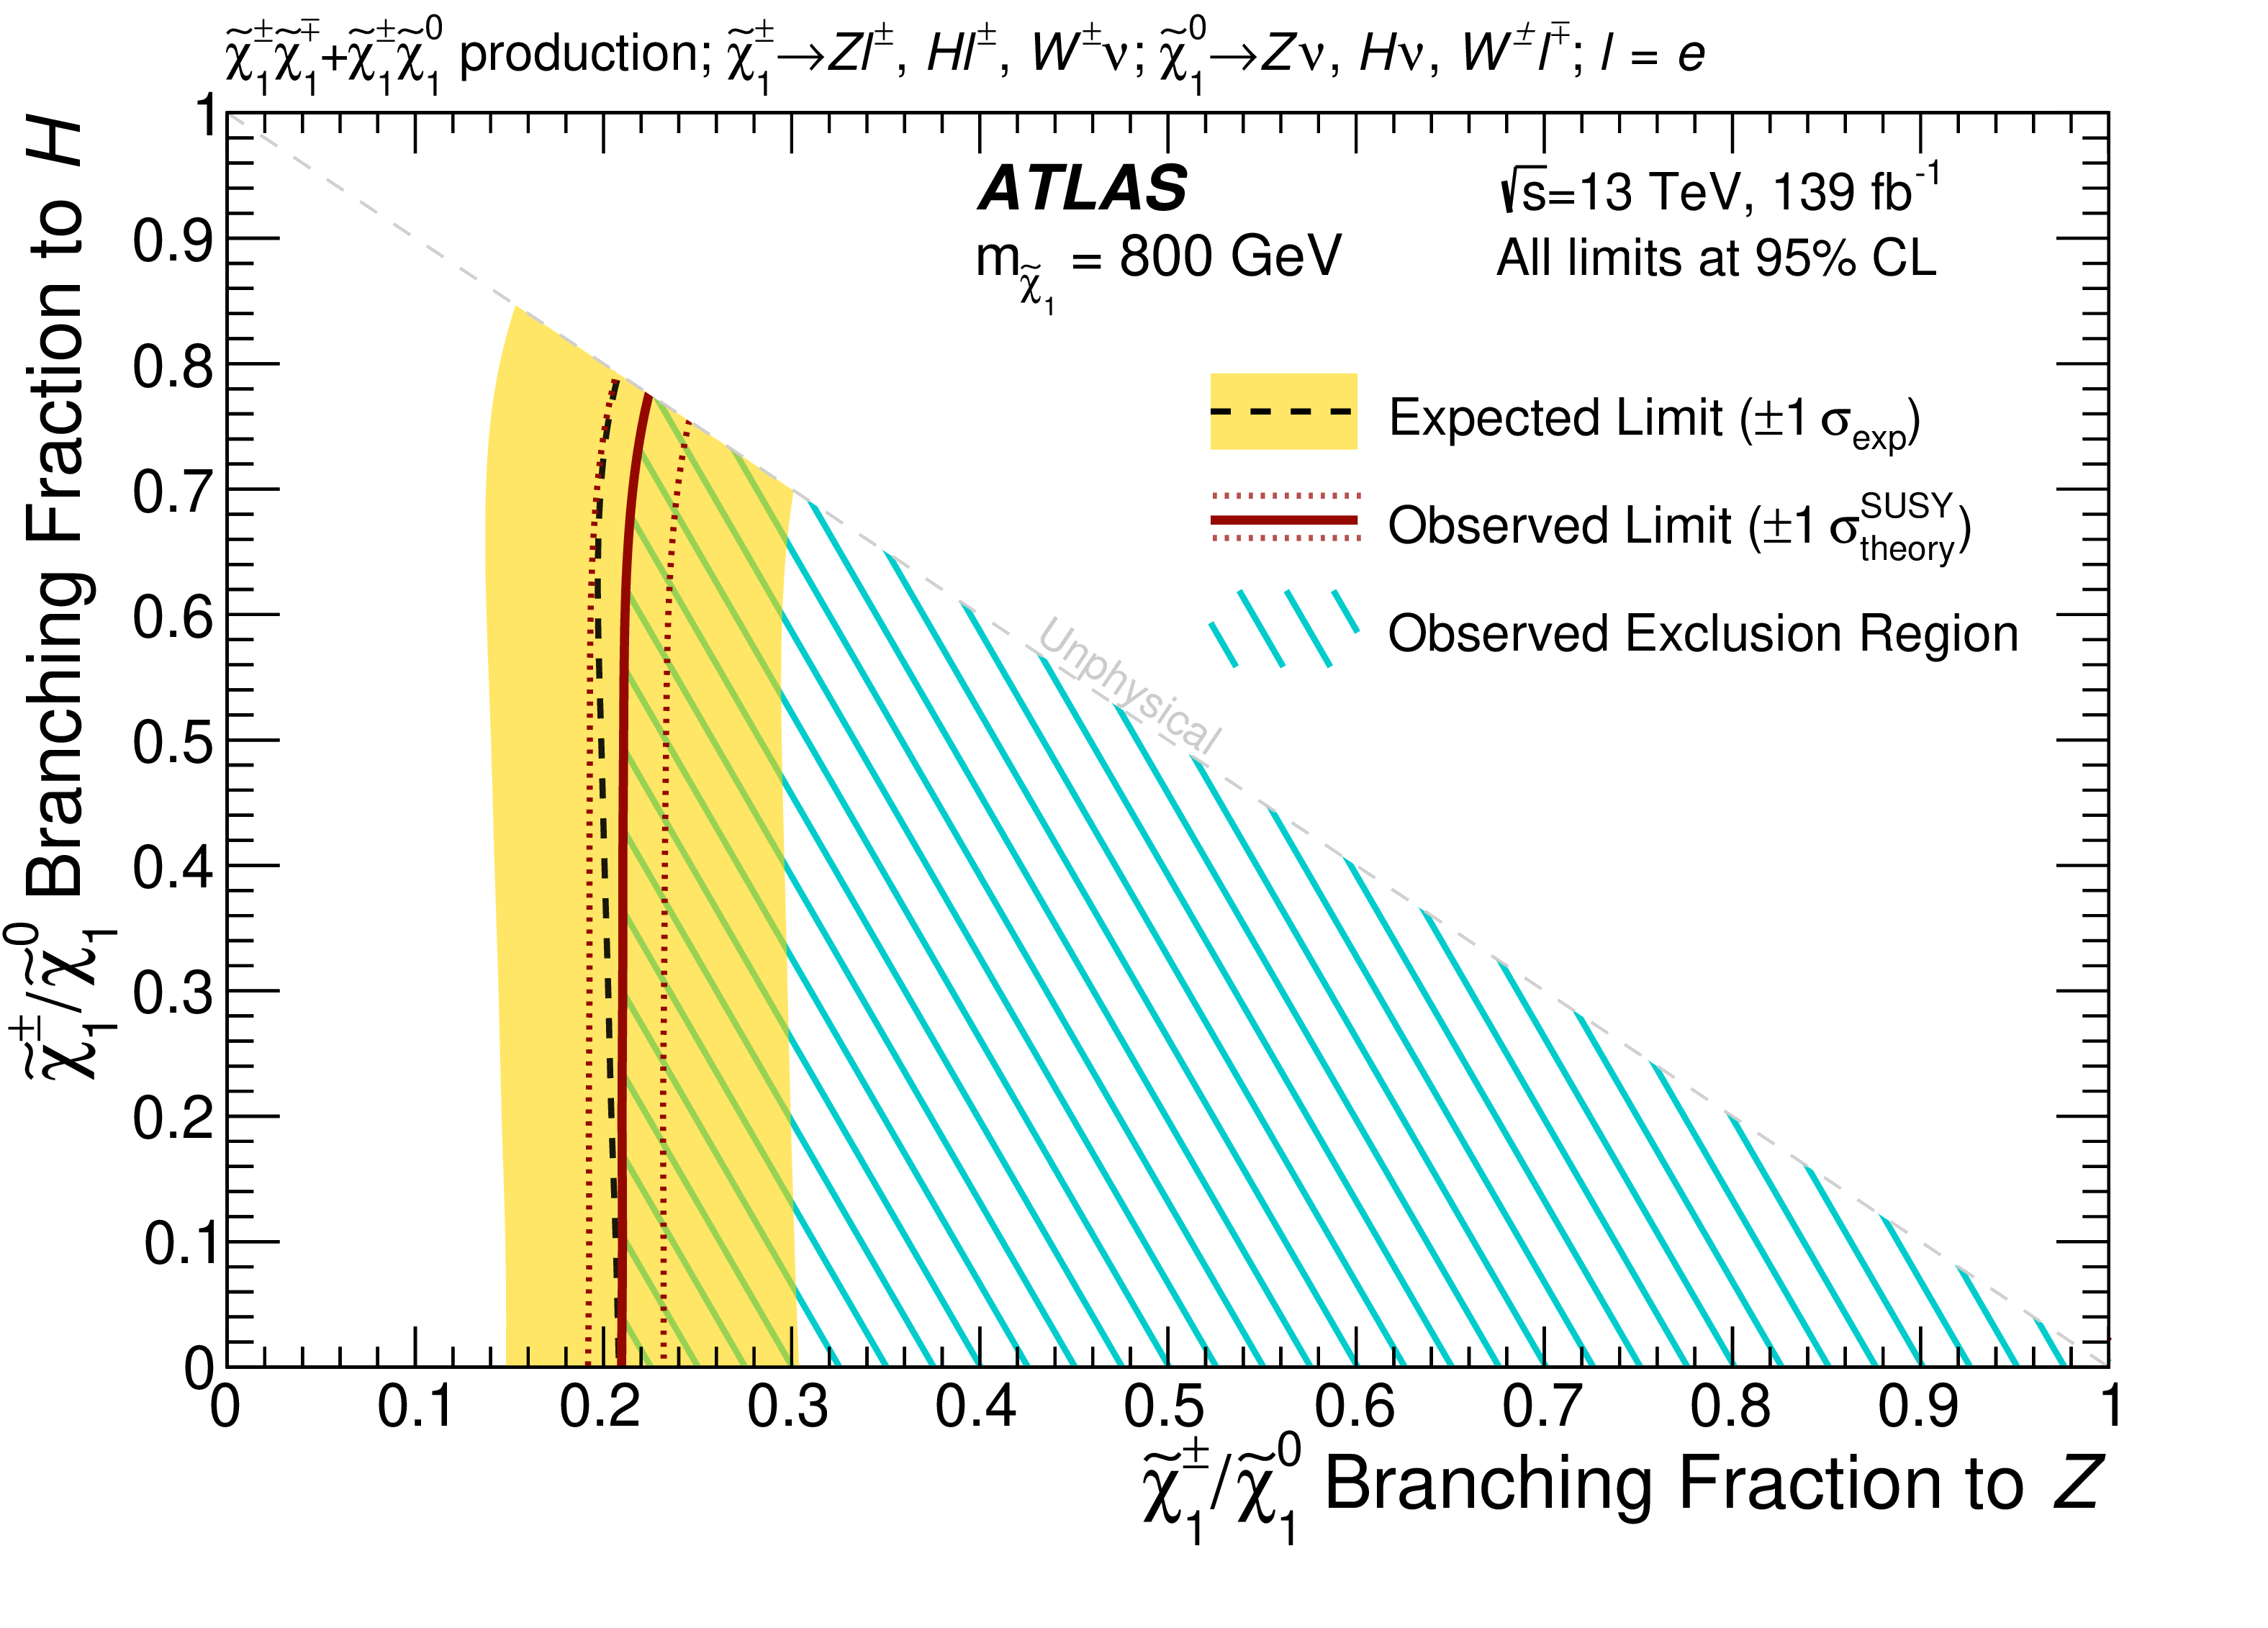 χ̃₁±χ̃₁∓+χ̃₁±χ̃₁⁰ production; χ̃₁±→Zl±, Hl±, W±ν; χ̃₁⁰→Zν, Hν, W±l∓; l = e
χ̃₁±/χ̃₁⁰ Branching Fraction to H
1
0.9
0.8
0.7
0.6
0.5
0.4
0.3
0.2
0.1
0
ATLAS
m_χ̃₁ = 800 GeV
√s=13 TeV, 139 fb⁻¹
All limits at 95% CL
Expected Limit (±1 σ_exp)
Observed Limit (±1 σ_theory^SUSY)
Observed Exclusion Region
Unphysical
0 0.1 0.2 0.3 0.4 0.5 0.6 0.7 0.8 0.9 1
χ̃₁±/χ̃₁⁰ Branching Fraction to Z